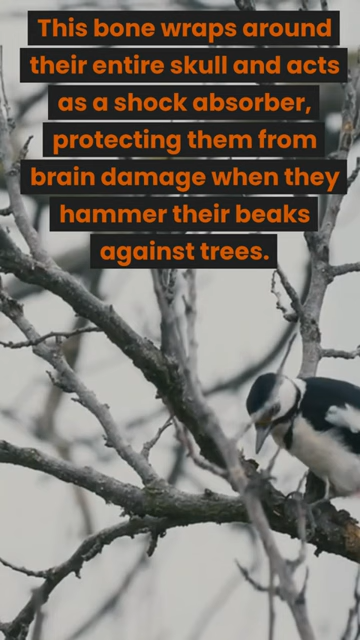 This bone wraps around
their entire skull and acts
as a shock absorber,
protecting them from
brain damage when they
hammer their beaks
against trees.